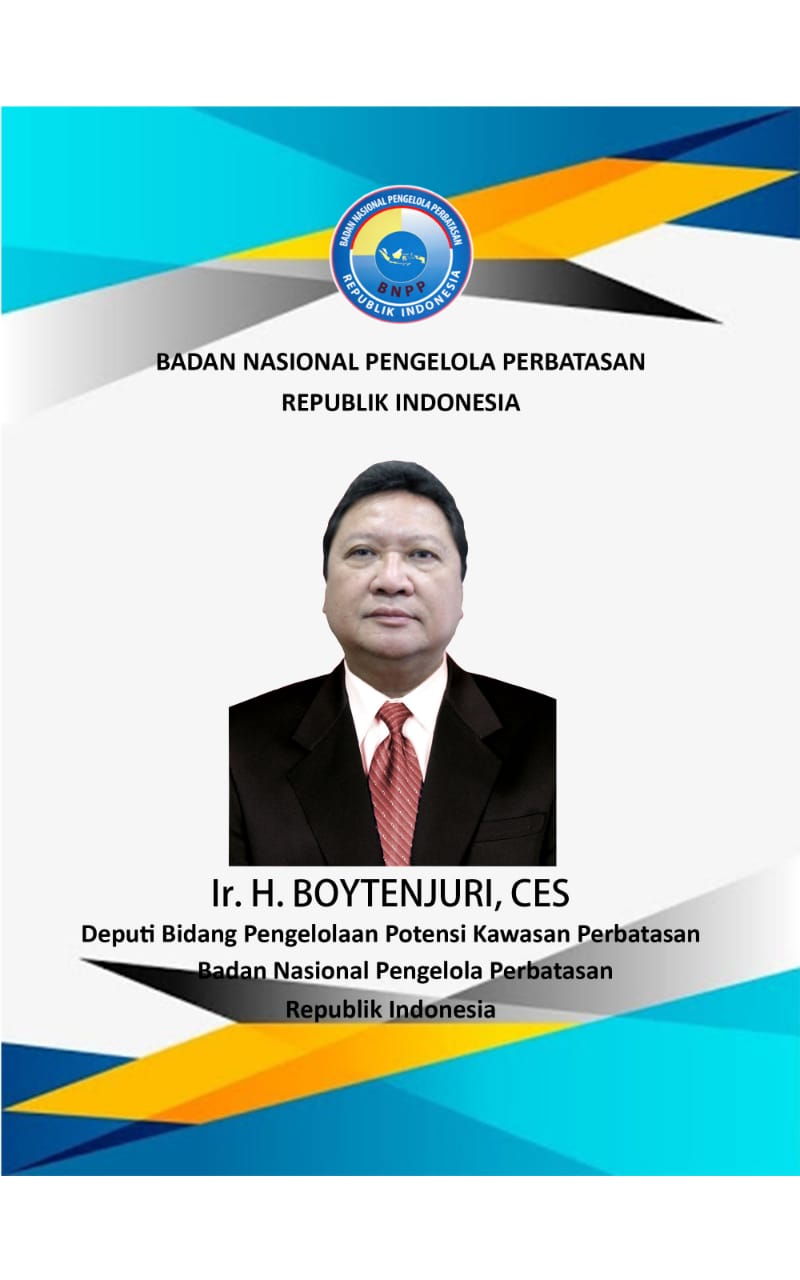 BADAN NASIONAL PENGELOLA PERBATASAN
BNPP
REPUBLIK INDONESIA
BADAN NASIONAL PENGELOLA PERBATASAN
REPUBLIK INDONESIA
Ir. H. BOYTENJURI, CES
Deputi Bidang Pengelolaan Potensi Kawasan Perbatasan
Badan Nasional Pengelola Perbatasan
Republik Indonesia